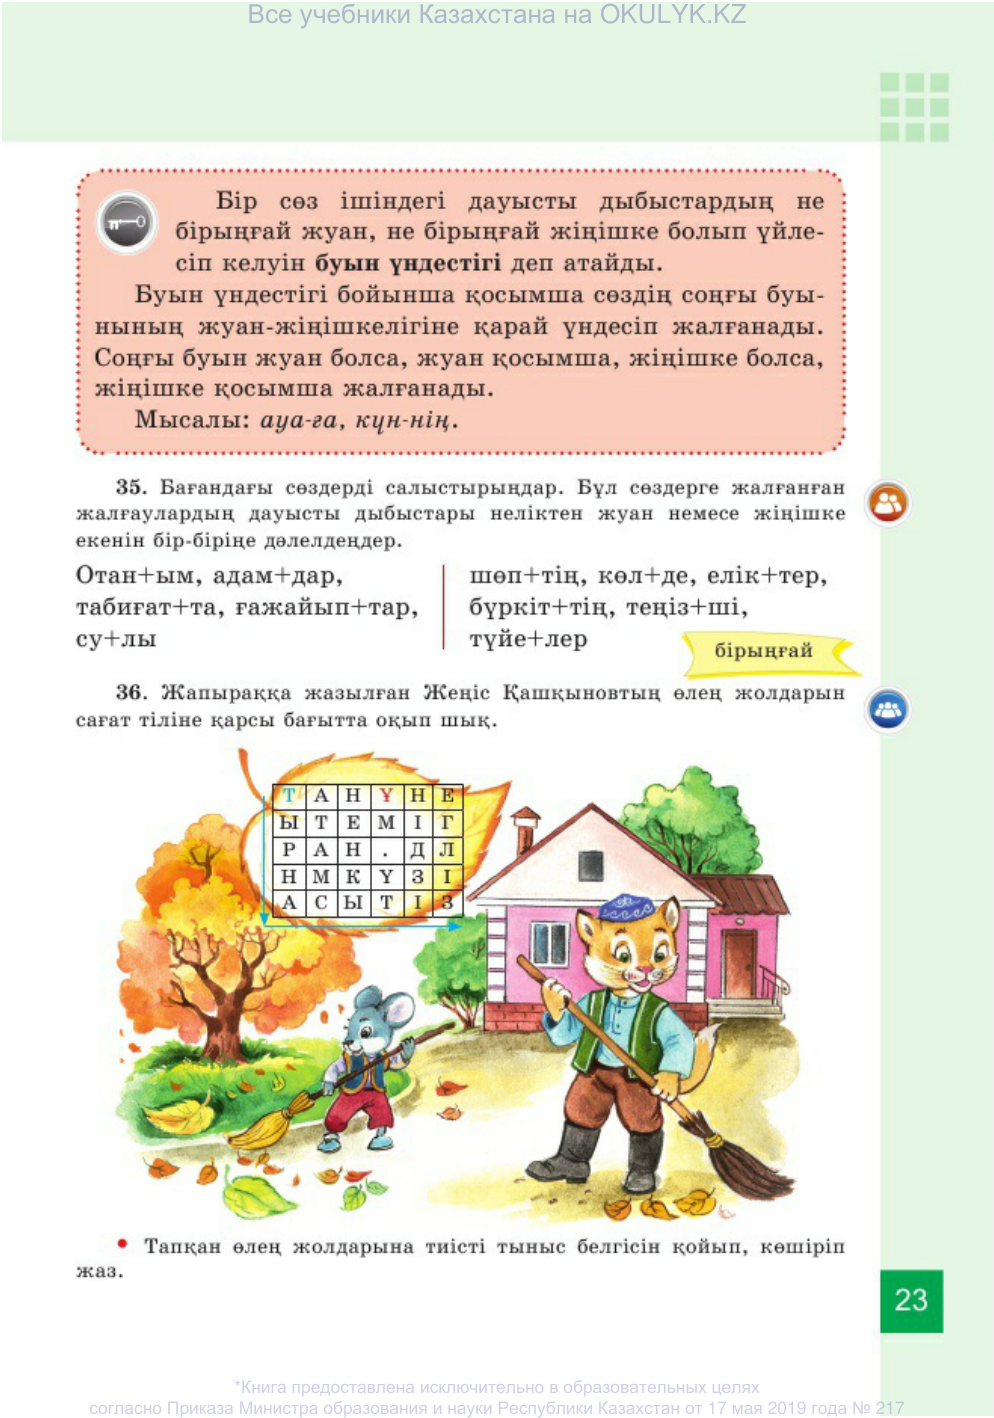 Все учебники Казахстана на OKULYK.KZ
Бір сөз ішіндегі дауысты дыбыстардың не
бірыңғай жуан, не бірыңғай жіңішке болып үйле-
сіп келуін буын үндестігі деп атайды.
Буын үндестігі бойынша қосымша сөздің соңғы буы-
нының жуан-жіңішкелігіне қарай үндесіп жалғанады.
Соңғы буын жуан болса, жуан қосымша, жіңішке болса,
жіңішке қосымша жалғанады.
Мысалы: ауа-ға, күн-нің.
35. Бағандағы сөздерді салыстырыңдар. Бұл сөздерге жалғанған
жалғаулардың дауысты дыбыстары неліктен жуан немесе жіңішке
екенін бір-біріңе дәлелдеңдер.
Отан+ым, адам+дар,
табиғат+та, ғажайып+тар,
су+лы
шөп+тің, көл+де, елік+тер,
бүркіт+тің, теңіз+ші,
түйе+лер
бірыңғай
36. Жапыраққа жазылған Жеңіс Қашқыновтың өлең жолдарын
сағат тіліне қарсы бағытта оқып шық.
Т А Н Ұ Н Е
Ы Т Е М І Г
Р А Н . Д Л
Н М К Ү З І
А С Ы Т І З
• Тапқан өлең жолдарына тиісті тыныс белгісін қойып, көшіріп
жаз.
23
*Книга предоставлена исключительно в образовательных целях
согласно Приказа Министра образования и науки Республики Казахстан от 17 мая 2019 года № 217